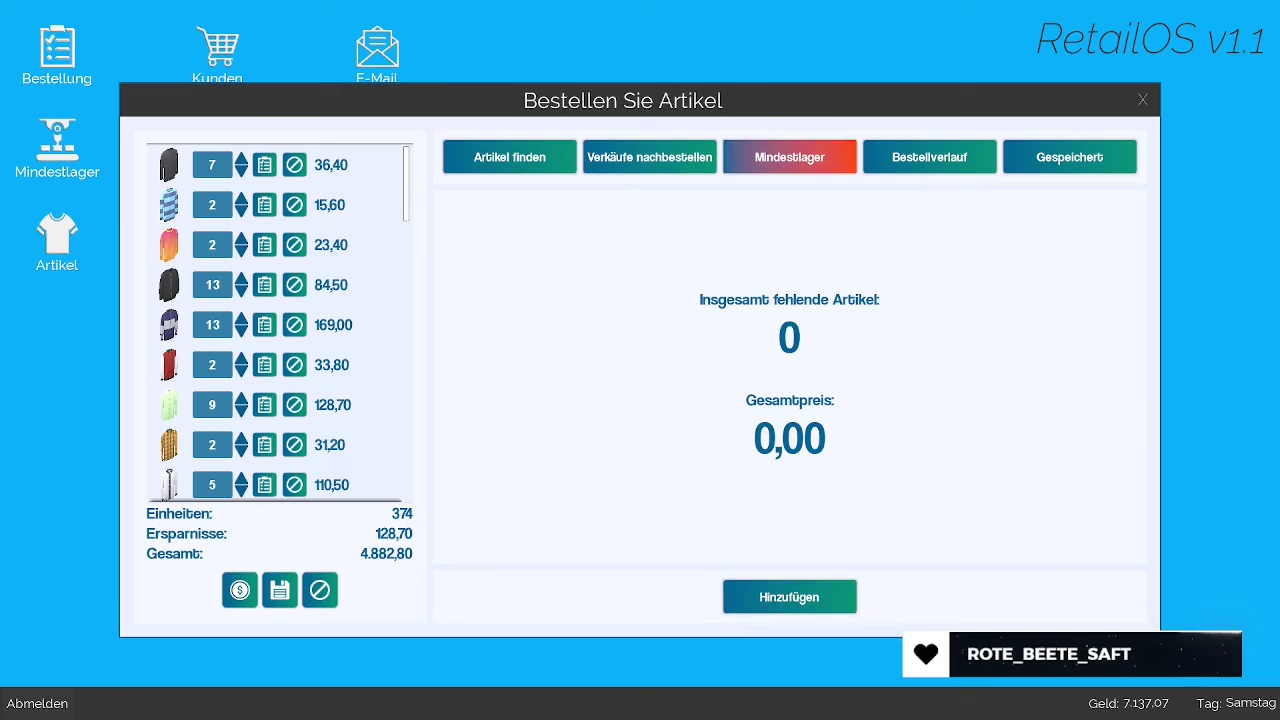 RetailOS v1.1
Bestellung
Kunden
E-Mail
Mindestlager
Artikel
Bestellen Sie Artikel
X
7 36,40
2 15,60
2 23,40
13 84,50
13 169,00
2 33,80
9 128,70
2 31,20
5 110,50
Einheiten: 374
Ersparnisse: 128,70
Gesamt: 4.882,80
Artikel finden
Verkäufe nachbestellen
Mindestlager
Bestellverlauf
Gespeichert
Insgesamt fehlende Artikel:
0
Gesamtpreis:
0,00
Hinzufügen
ROTE_BEETE_SAFT
Abmelden
Geld: 7.137.07
Tag: Samstag